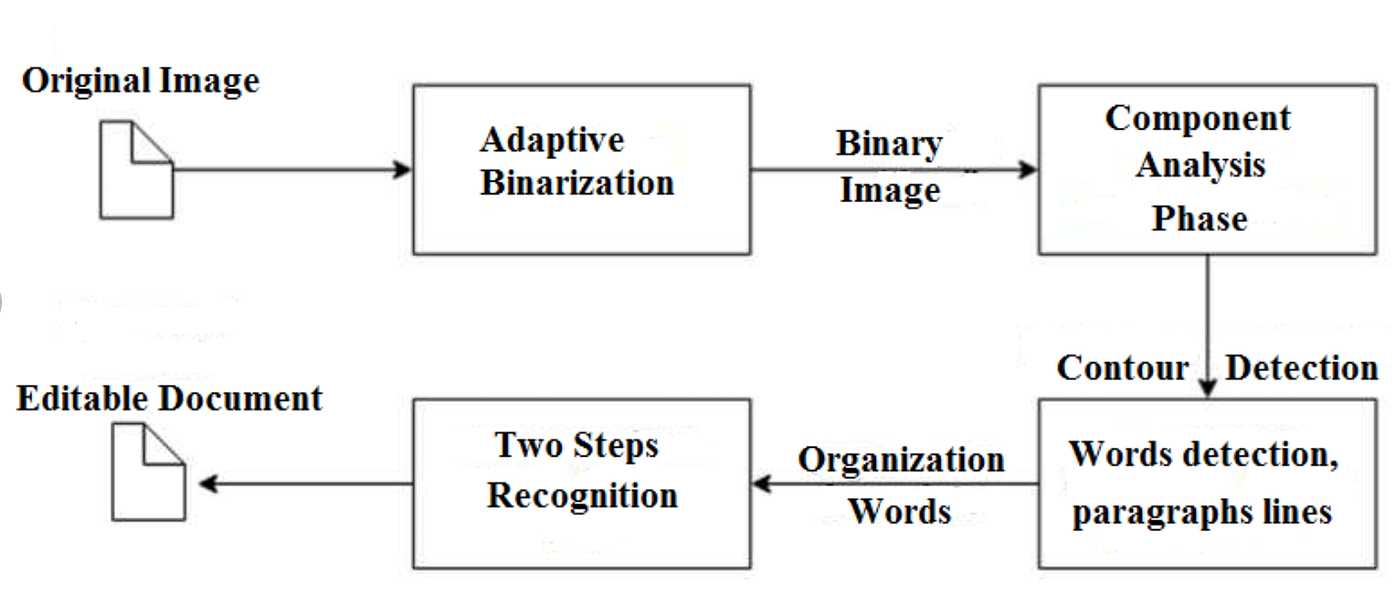 Original Image
Adaptive
Binarization
Binary
Image
Component
Analysis
Phase
Contour Detection
Words detection,
paragraphs lines
Organization
Words
Two Steps
Recognition
Editable Document